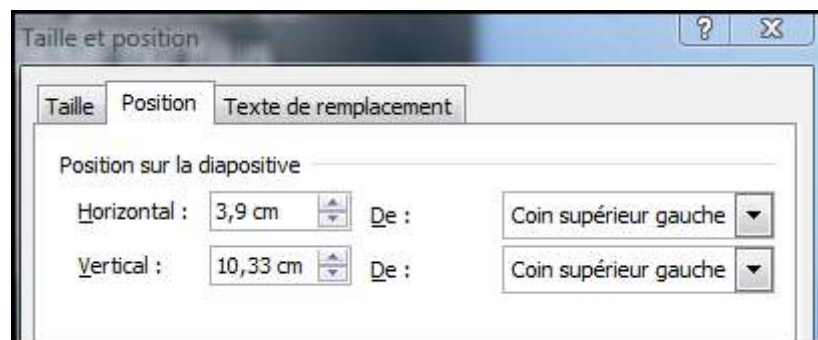 Taille et position
Taille Position Texte de remplacement
Position sur la diapositive
Horizontal : 3,9 cm De : Coin supérieur gauche
Vertical : 10,33 cm De : Coin supérieur gauche